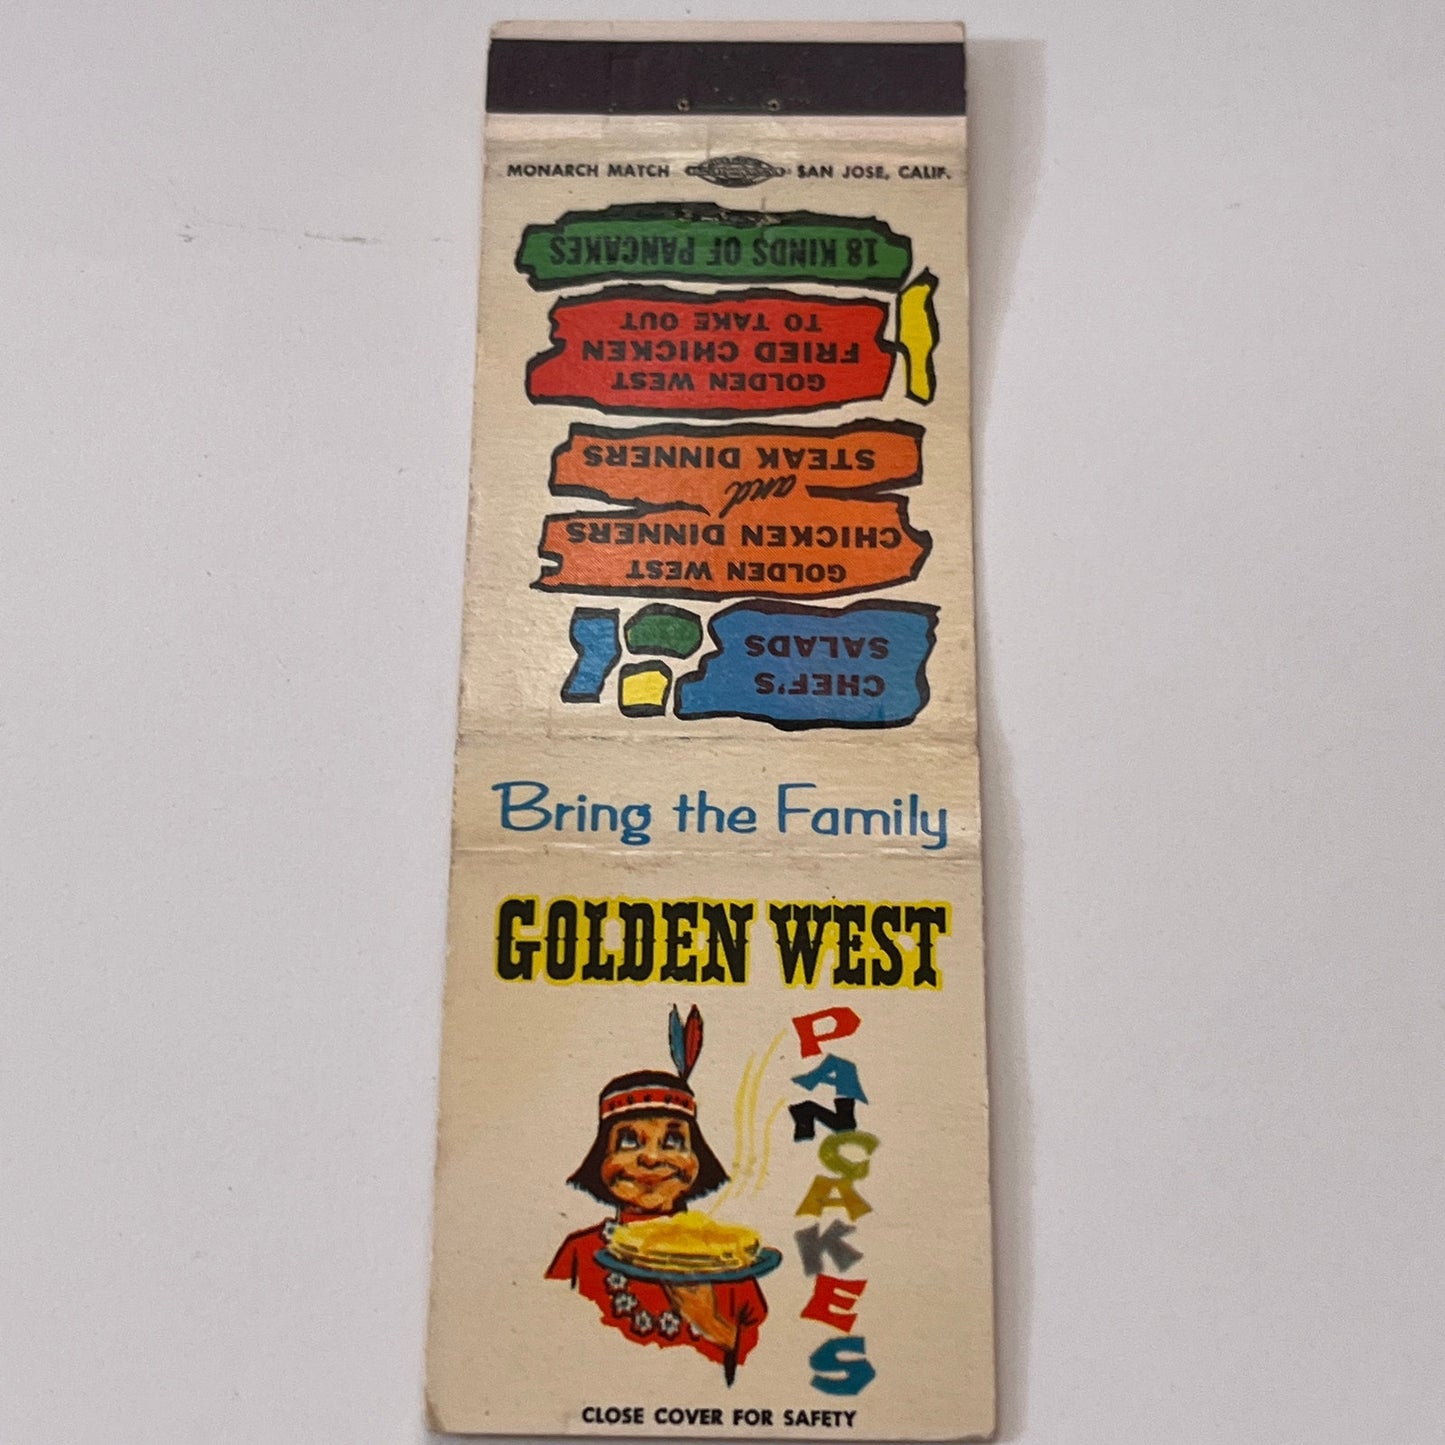 MONARCH MATCH SAN JOSE, CALIF.
18 KINDS OF PANCAKES
GOLDEN WEST
FRIED CHICKEN
TO TAKE OUT
GOLDEN WEST
CHICKEN DINNERS
and
STEAK DINNERS
CHEF'S
SALADS
Bring the Family
GOLDEN WEST
PANCAKES
CLOSE COVER FOR SAFETY